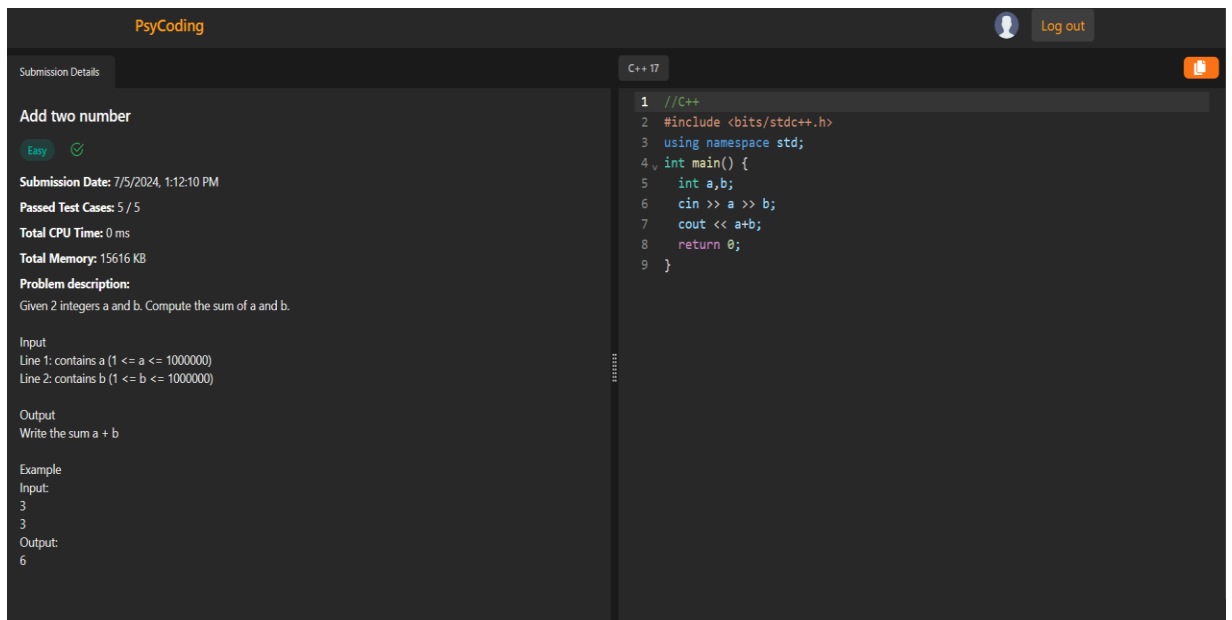 PsyCoding
Log out
Submission Details
Add two number
Easy
Submission Date: 7/5/2024, 1:12:10 PM
Passed Test Cases: 5 / 5
Total CPU Time: 0 ms
Total Memory: 15616 KB
Problem description:
Given 2 integers a and b. Compute the sum of a and b.
Input
Line 1: contains a (1 <= a <= 1000000)
Line 2: contains b (1 <= b <= 1000000)
Output
Write the sum a + b
Example
Input:
3
3
Output:
6
C++ 17
1 //C++
2 #include <bits/stdc++.h>
3 using namespace std;
4 int main() {
5 int a,b;
6 cin >> a >> b;
7 cout << a+b;
8 return 0;
9 }